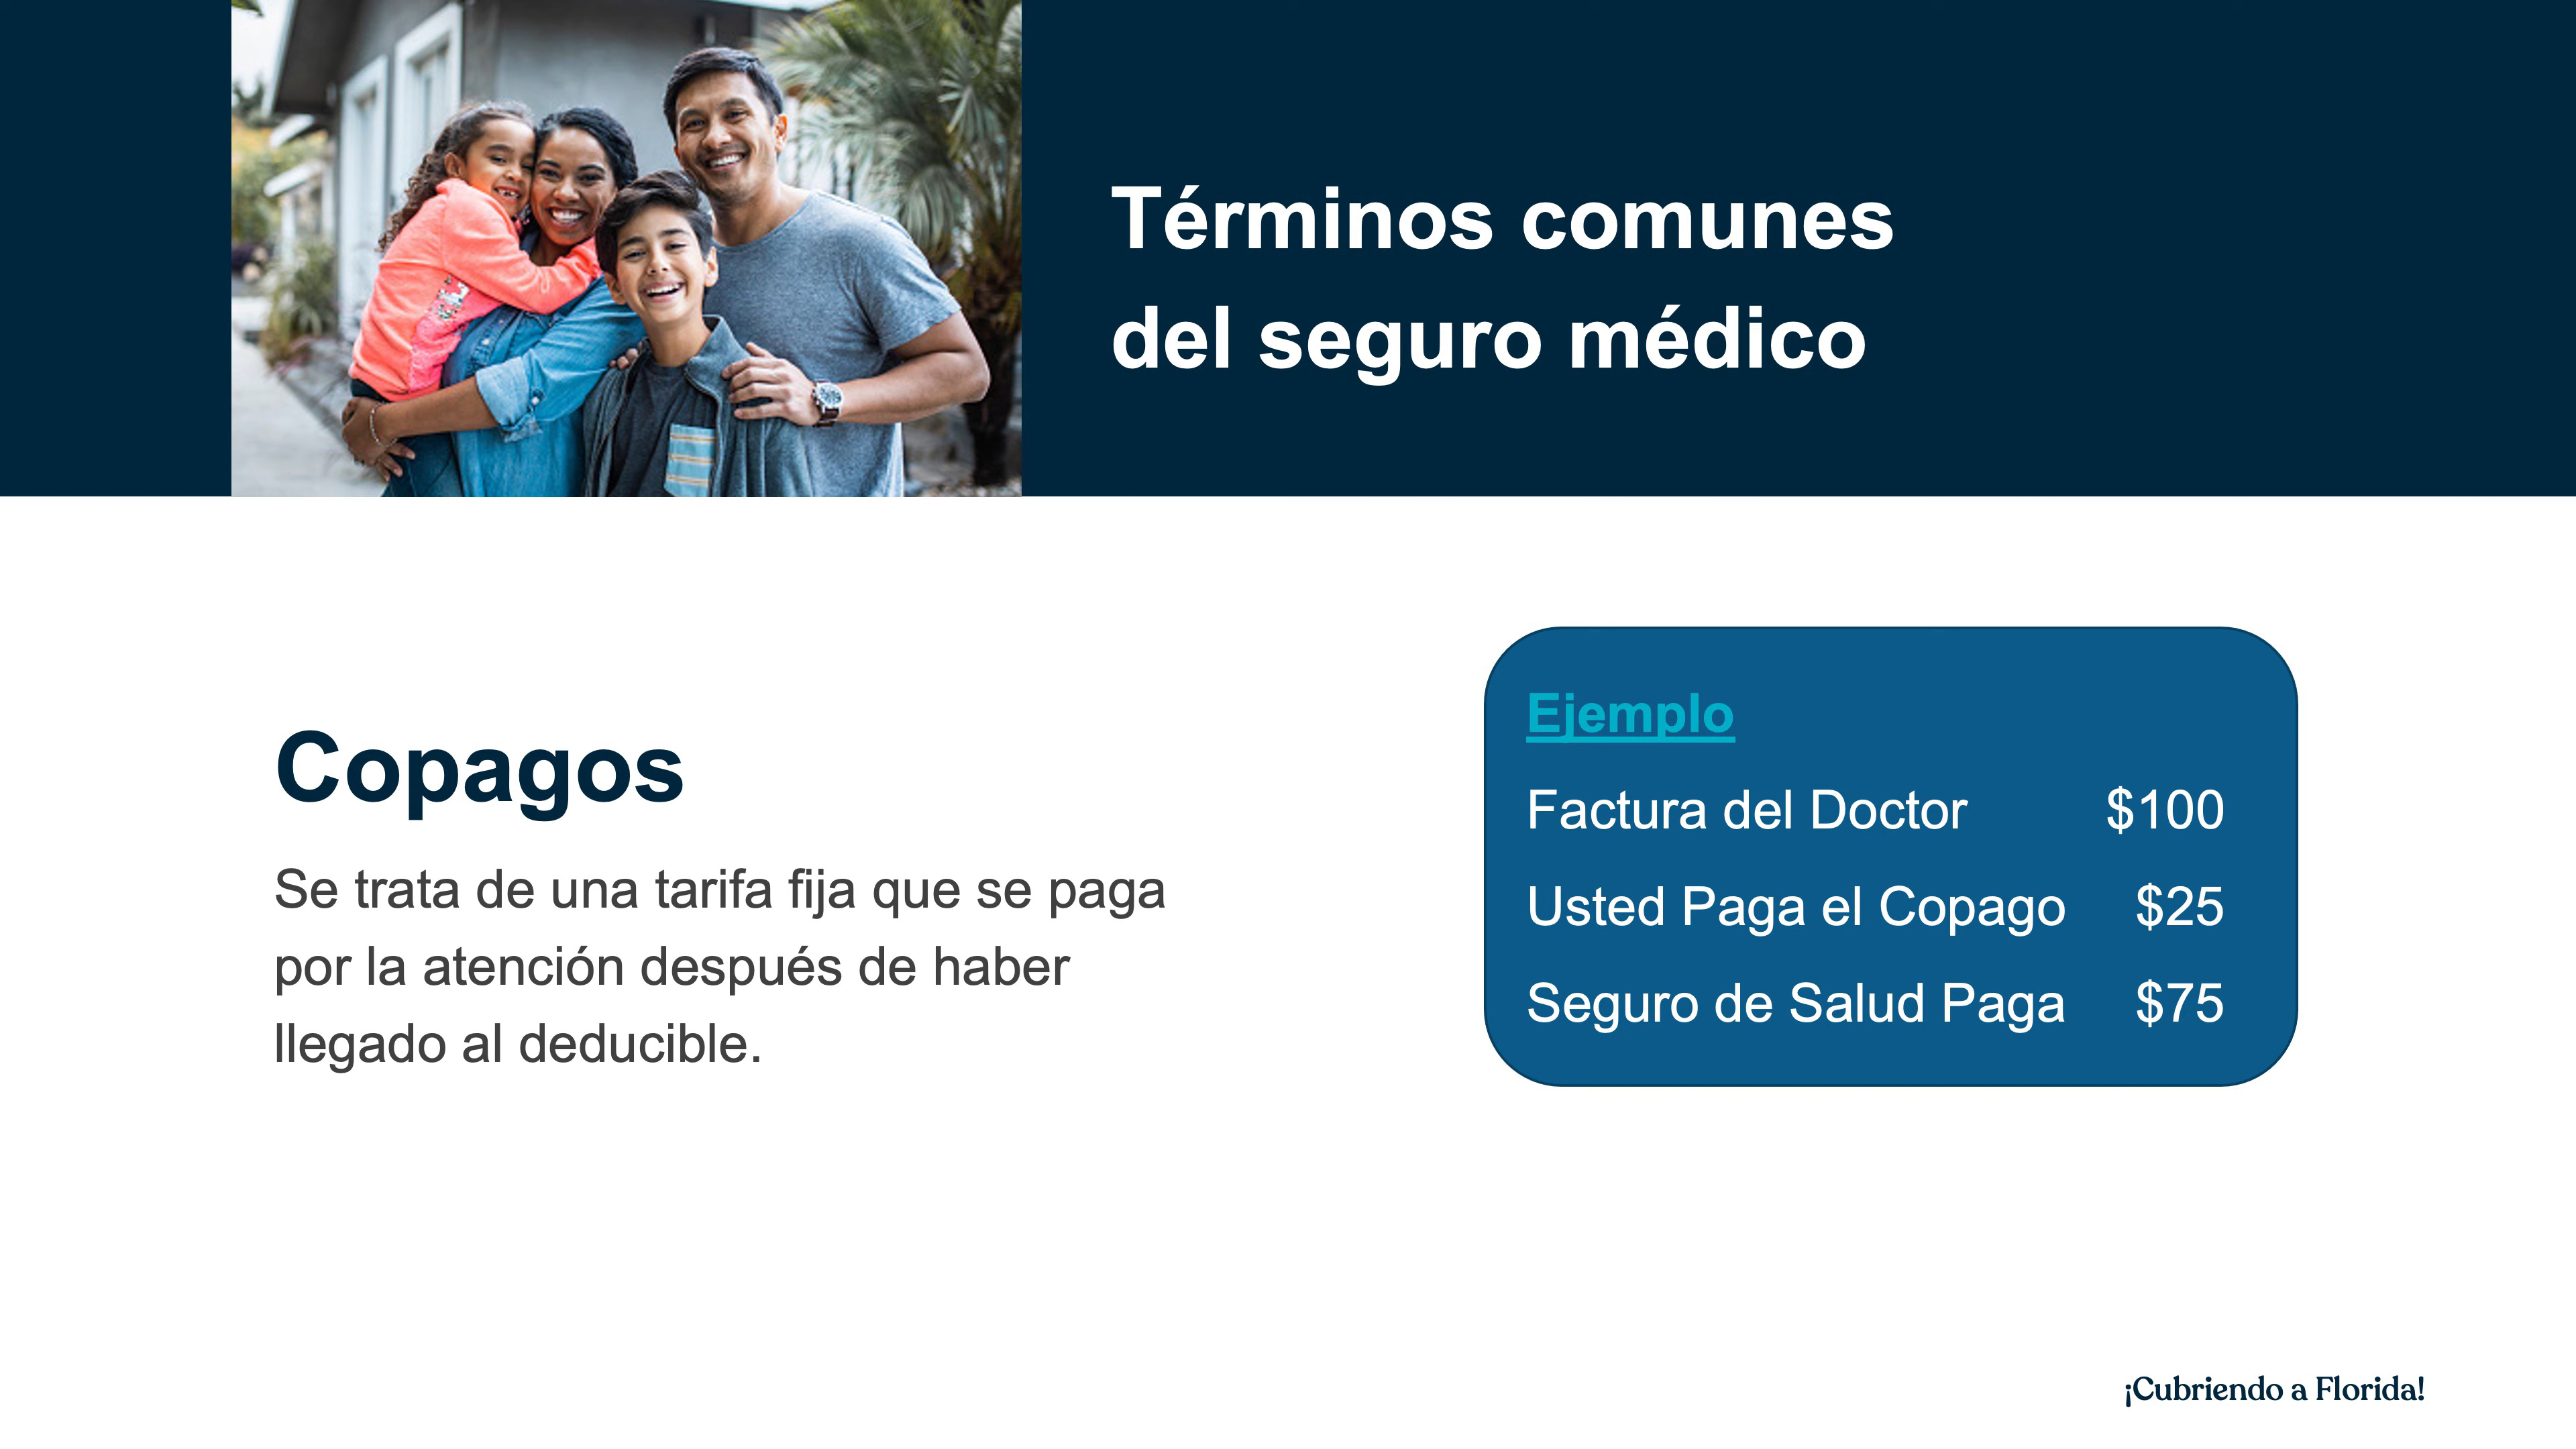 Términos comunes
del seguro médico
Copagos
Se trata de una tarifa fija que se paga
por la atención después de haber
llegado al deducible.
Ejemplo
Factura del Doctor $100
Usted Paga el Copago $25
Seguro de Salud Paga $75
¡Cubriendo a Florida!